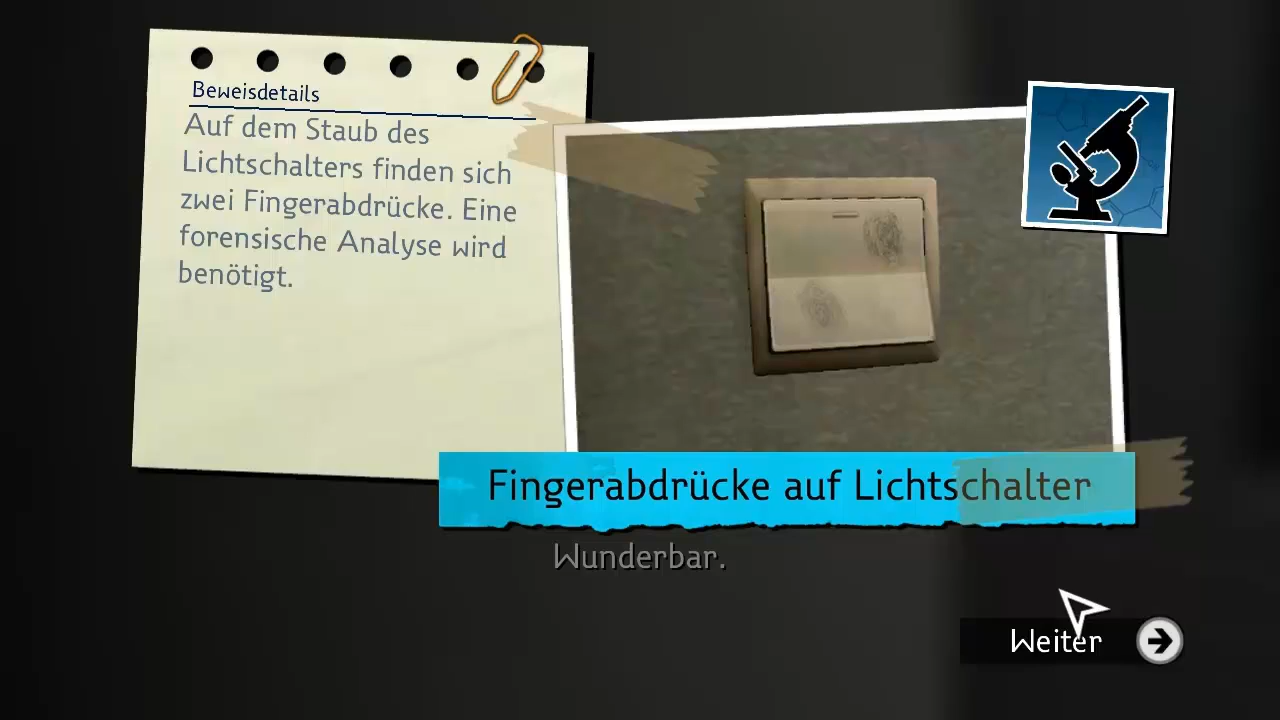 Beweisdetails
Auf dem Staub des
Lichtschalters finden sich
zwei Fingerabdrücke. Eine
forensische Analyse wird
benötigt.
Fingerabdrücke auf Lichtschalter
Wunderbar.
Weiter